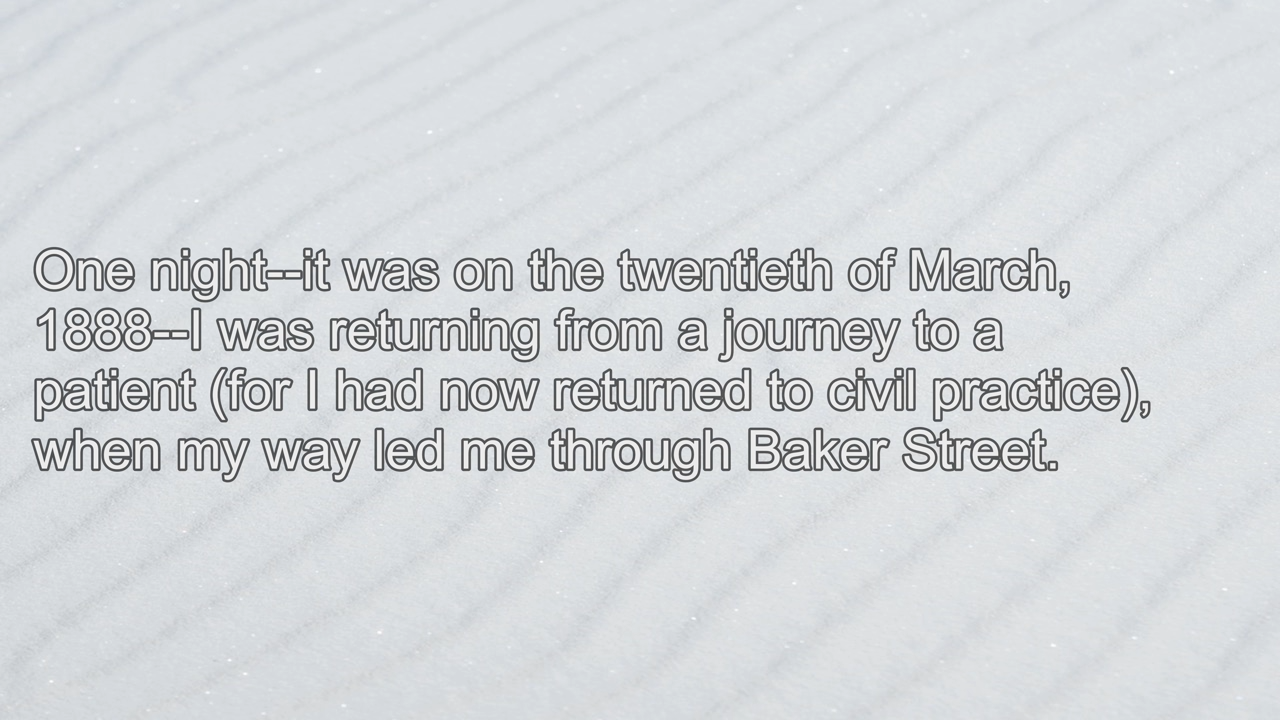 One night--it was on the twentieth of March,
1888--I was returning from a journey to a
patient (for I had now returned to civil practice),
when my way led me through Baker Street.